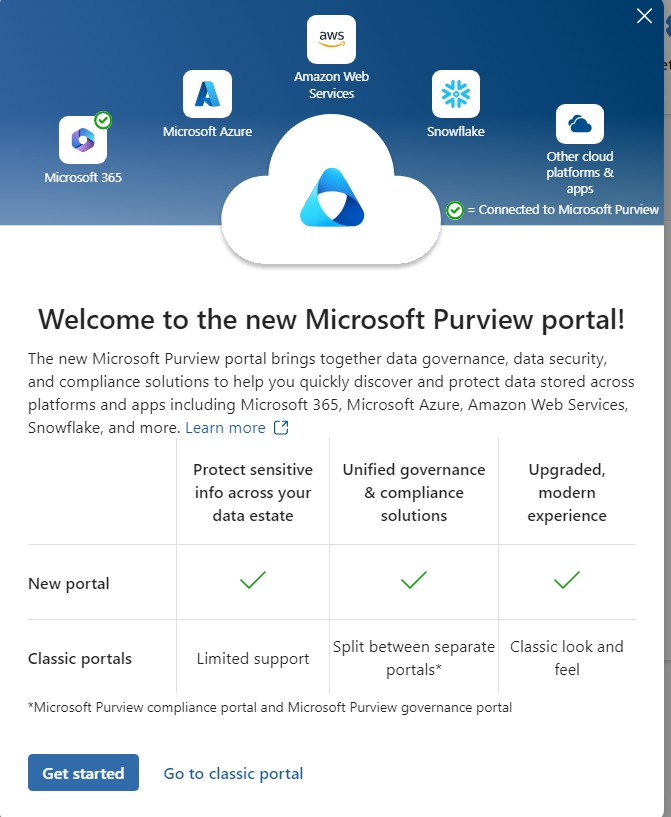 aws
Amazon Web
Services
Microsoft Azure
Snowflake
Microsoft 365
Other cloud
platforms &
apps
= Connected to Microsoft Purview
Welcome to the new Microsoft Purview portal!
The new Microsoft Purview portal brings together data governance, data security,
and compliance solutions to help you quickly discover and protect data stored across
platforms and apps including Microsoft 365, Microsoft Azure, Amazon Web Services,
Snowflake, and more. Learn more
Protect sensitive
info across your
data estate
Unified governance
& compliance
solutions
Upgraded,
modern
experience
New portal
Classic portals
Limited support
Split between separate
portals*
Classic look and
feel
*Microsoft Purview compliance portal and Microsoft Purview governance portal
Get started
Go to classic portal